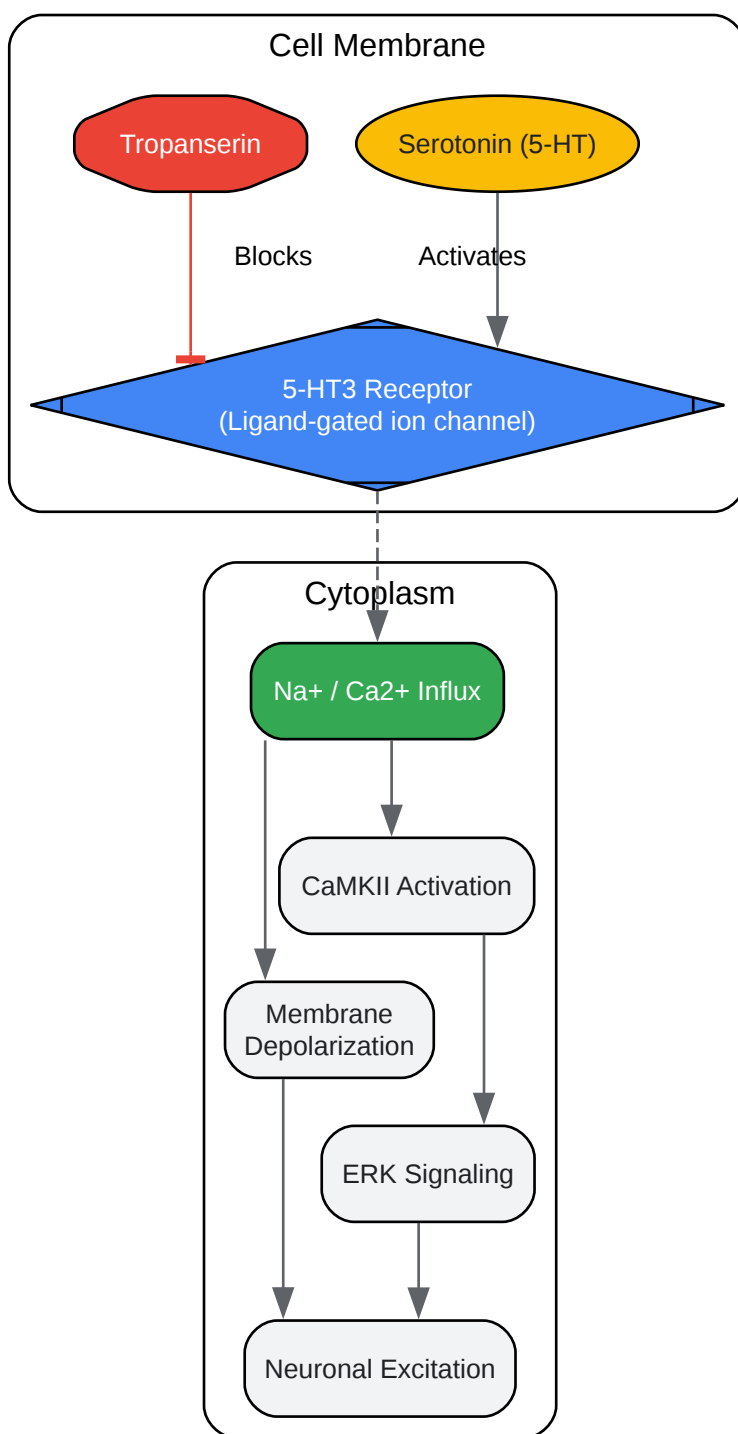 Cell Membrane
Tropanserin
Serotonin (5-HT)
Blocks
Activates
5-HT3 Receptor
(Ligand-gated ion channel)
Cytoplasm
Na+ / Ca2+ Influx
CaMKII Activation
Membrane
Depolarization
ERK Signaling
Neuronal Excitation